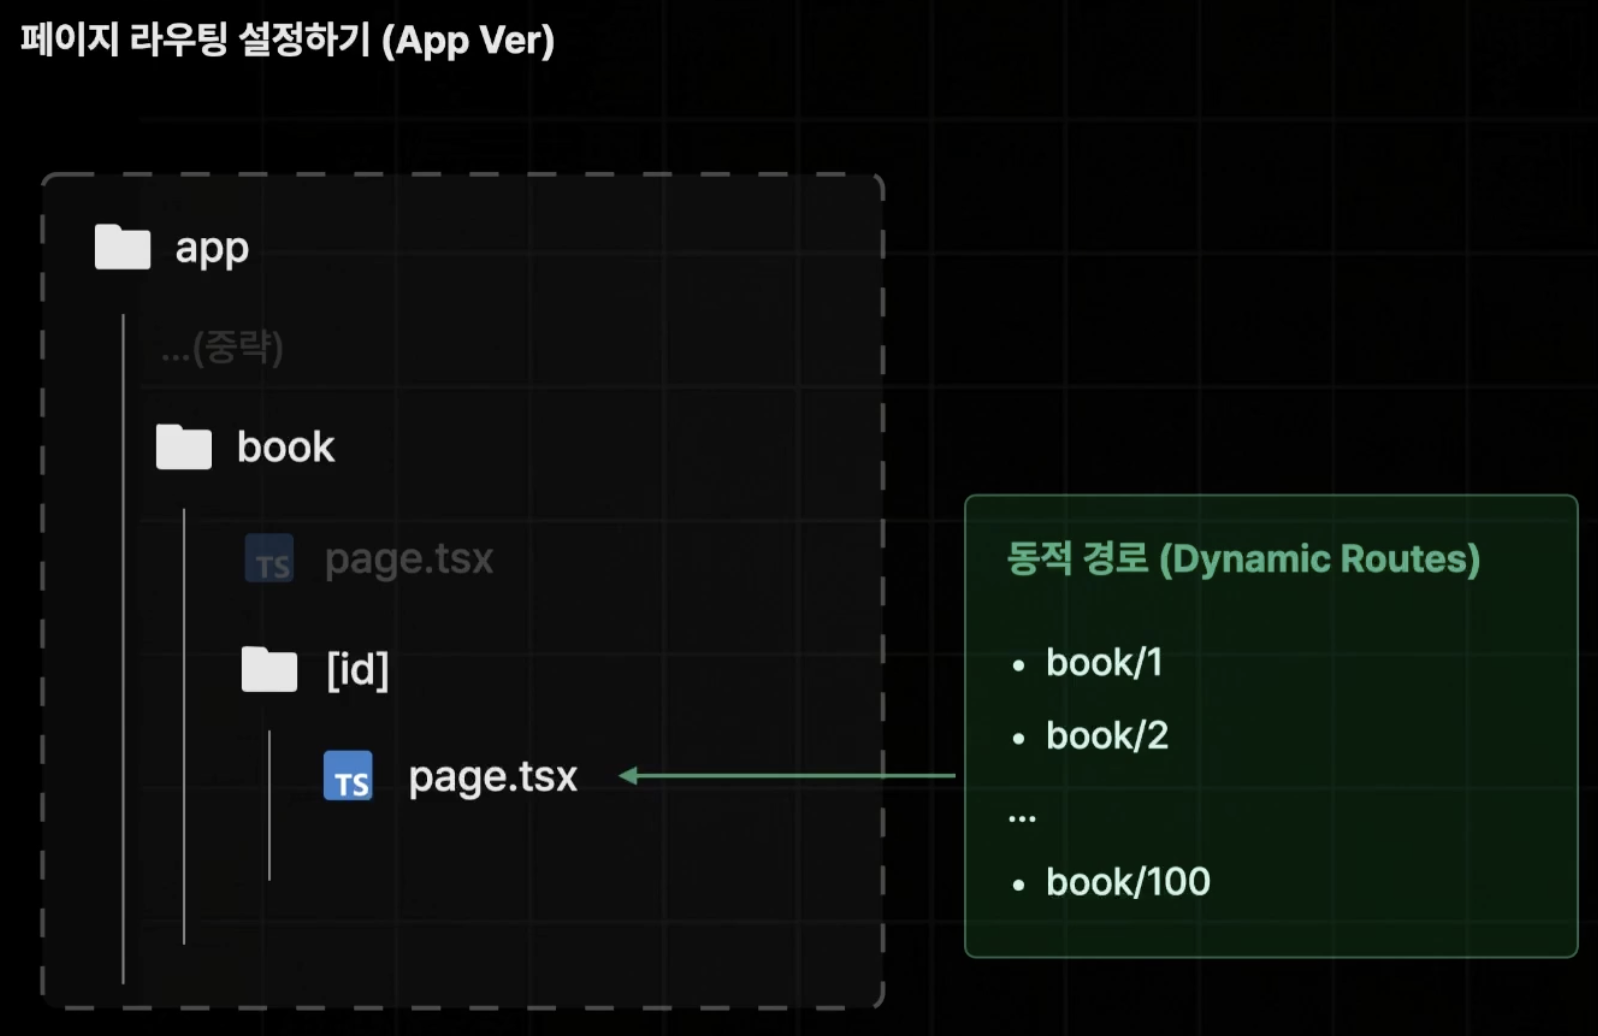 페이지 라우팅 설정하기 (App Ver)
app
...(중략)
book
TS page.tsx
[id]
TS page.tsx
동적 경로 (Dynamic Routes)
• book/1
• book/2
...
• book/100